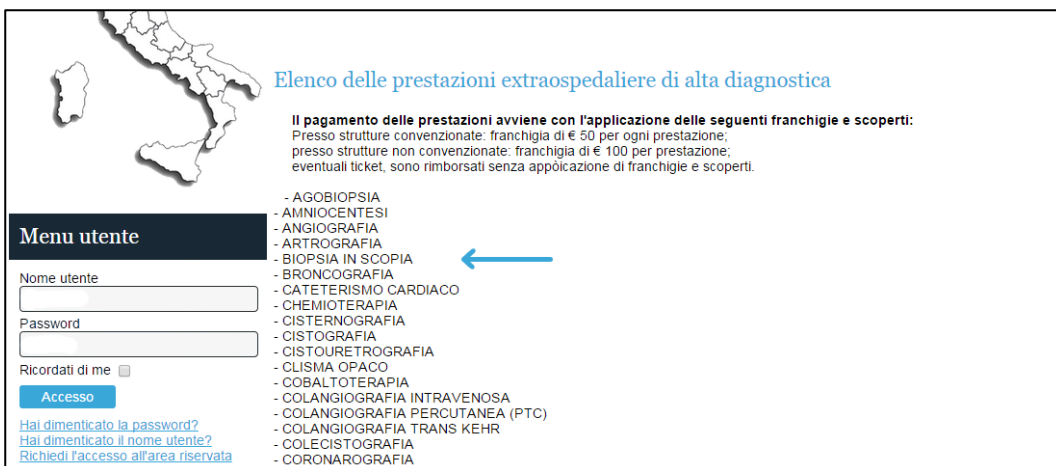 Elenco delle prestazioni extraospedaliere di alta diagnostica
Il pagamento delle prestazioni avviene con l'applicazione delle seguenti franchigie e scoperti:
Presso strutture convenzionate: franchigia di € 50 per ogni prestazione;
presso strutture non convenzionate: franchigia di € 100 per prestazione;
eventuali ticket, sono rimborsati senza appòicazione di franchigie e scoperti.
- AGOBIOPSIA
- AMNIOCENTESI
- ANGIOGRAFIA
- ARTROGRAFIA
- BIOPSIA IN SCOPIA
- BRONCOGRAFIA
- CATETERISMO CARDIACO
- CHEMIOTERAPIA
- CISTERNOGRAFIA
- CISTOGRAFIA
- CISTOURETROGRAFIA
- CLISMA OPACO
- COBALTOTERAPIA
- COLANGIOGRAFIA INTRAVENOSA
- COLANGIOGRAFIA PERCUTANEA (PTC)
- COLANGIOGRAFIA TRANS KEHR
- COLECISTOGRAFIA
- CORONAROGRAFIA
Menu utente
Nome utente
Password
Ricordati di me
Accesso
Hai dimenticato la password?
Hai dimenticato il nome utente?
Richiedi l'accesso all'area riservata